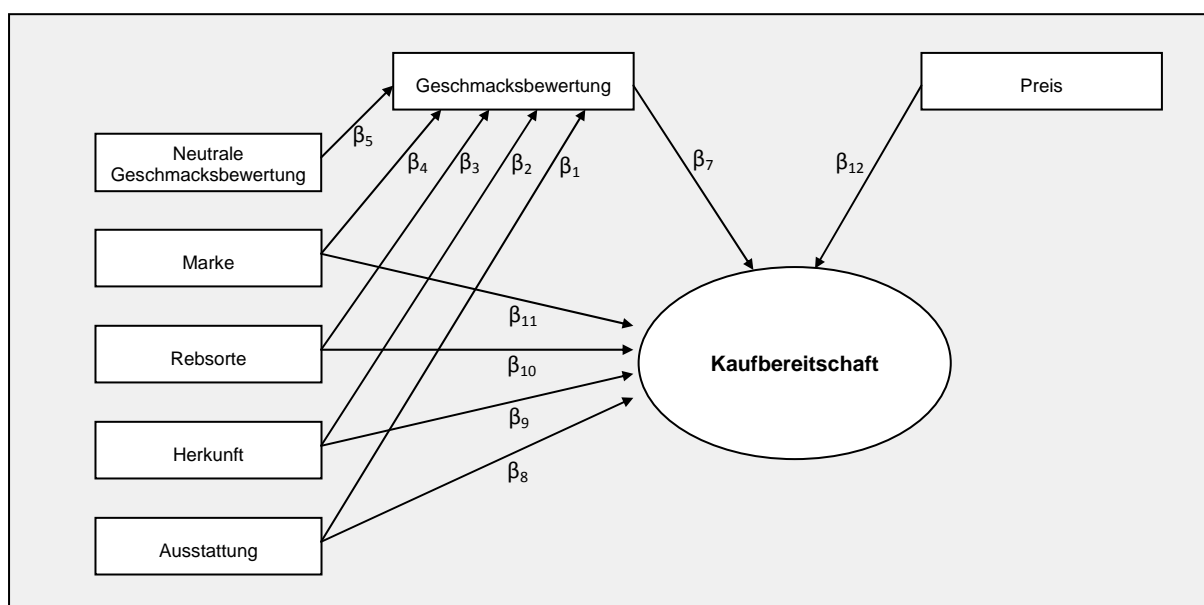 Geschmacksbewertung
Preis
β5
Neutrale
Geschmacksbewertung
β4
β3
β2
β1
β7
β12
Marke
β11
Rebsorte
β10
Kaufbereitschaft
Herkunft
β9
β8
Ausstattung